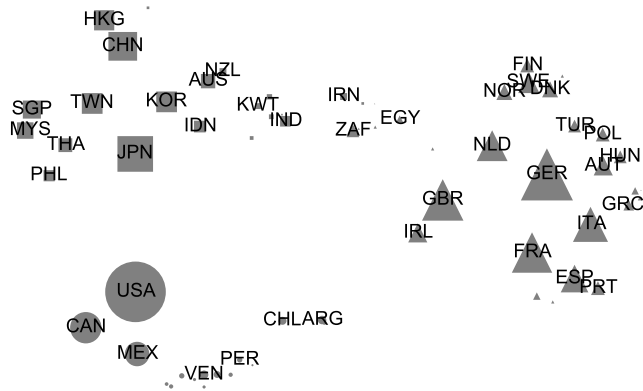 HKG
CHN
NZL
AUS
FIN
SWE
NOR
DNK
SGP
TWN
KOR
KWT
IRN
IND
MYS
IDN
ZAF
EGY
TUR
POL
THA
JPN
NLD
HUN
AUT
PHL
GER
GBR
GRC
IRL
ITA
FRA
USA
ESP
PRT
CAN
CHL
ARG
MEX
PER
VEN